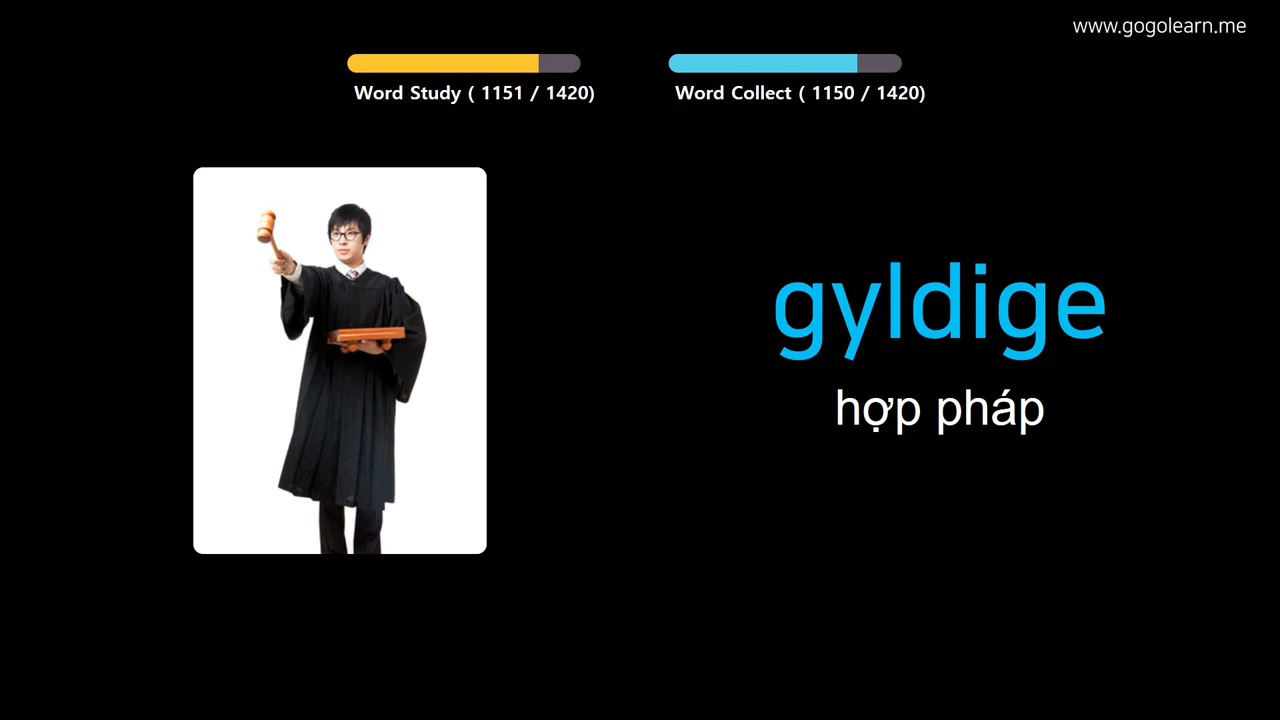 www.gogolearn.me
Word Study ( 1151 / 1420)
Word Collect ( 1150 / 1420)
gyldige
hợp pháp